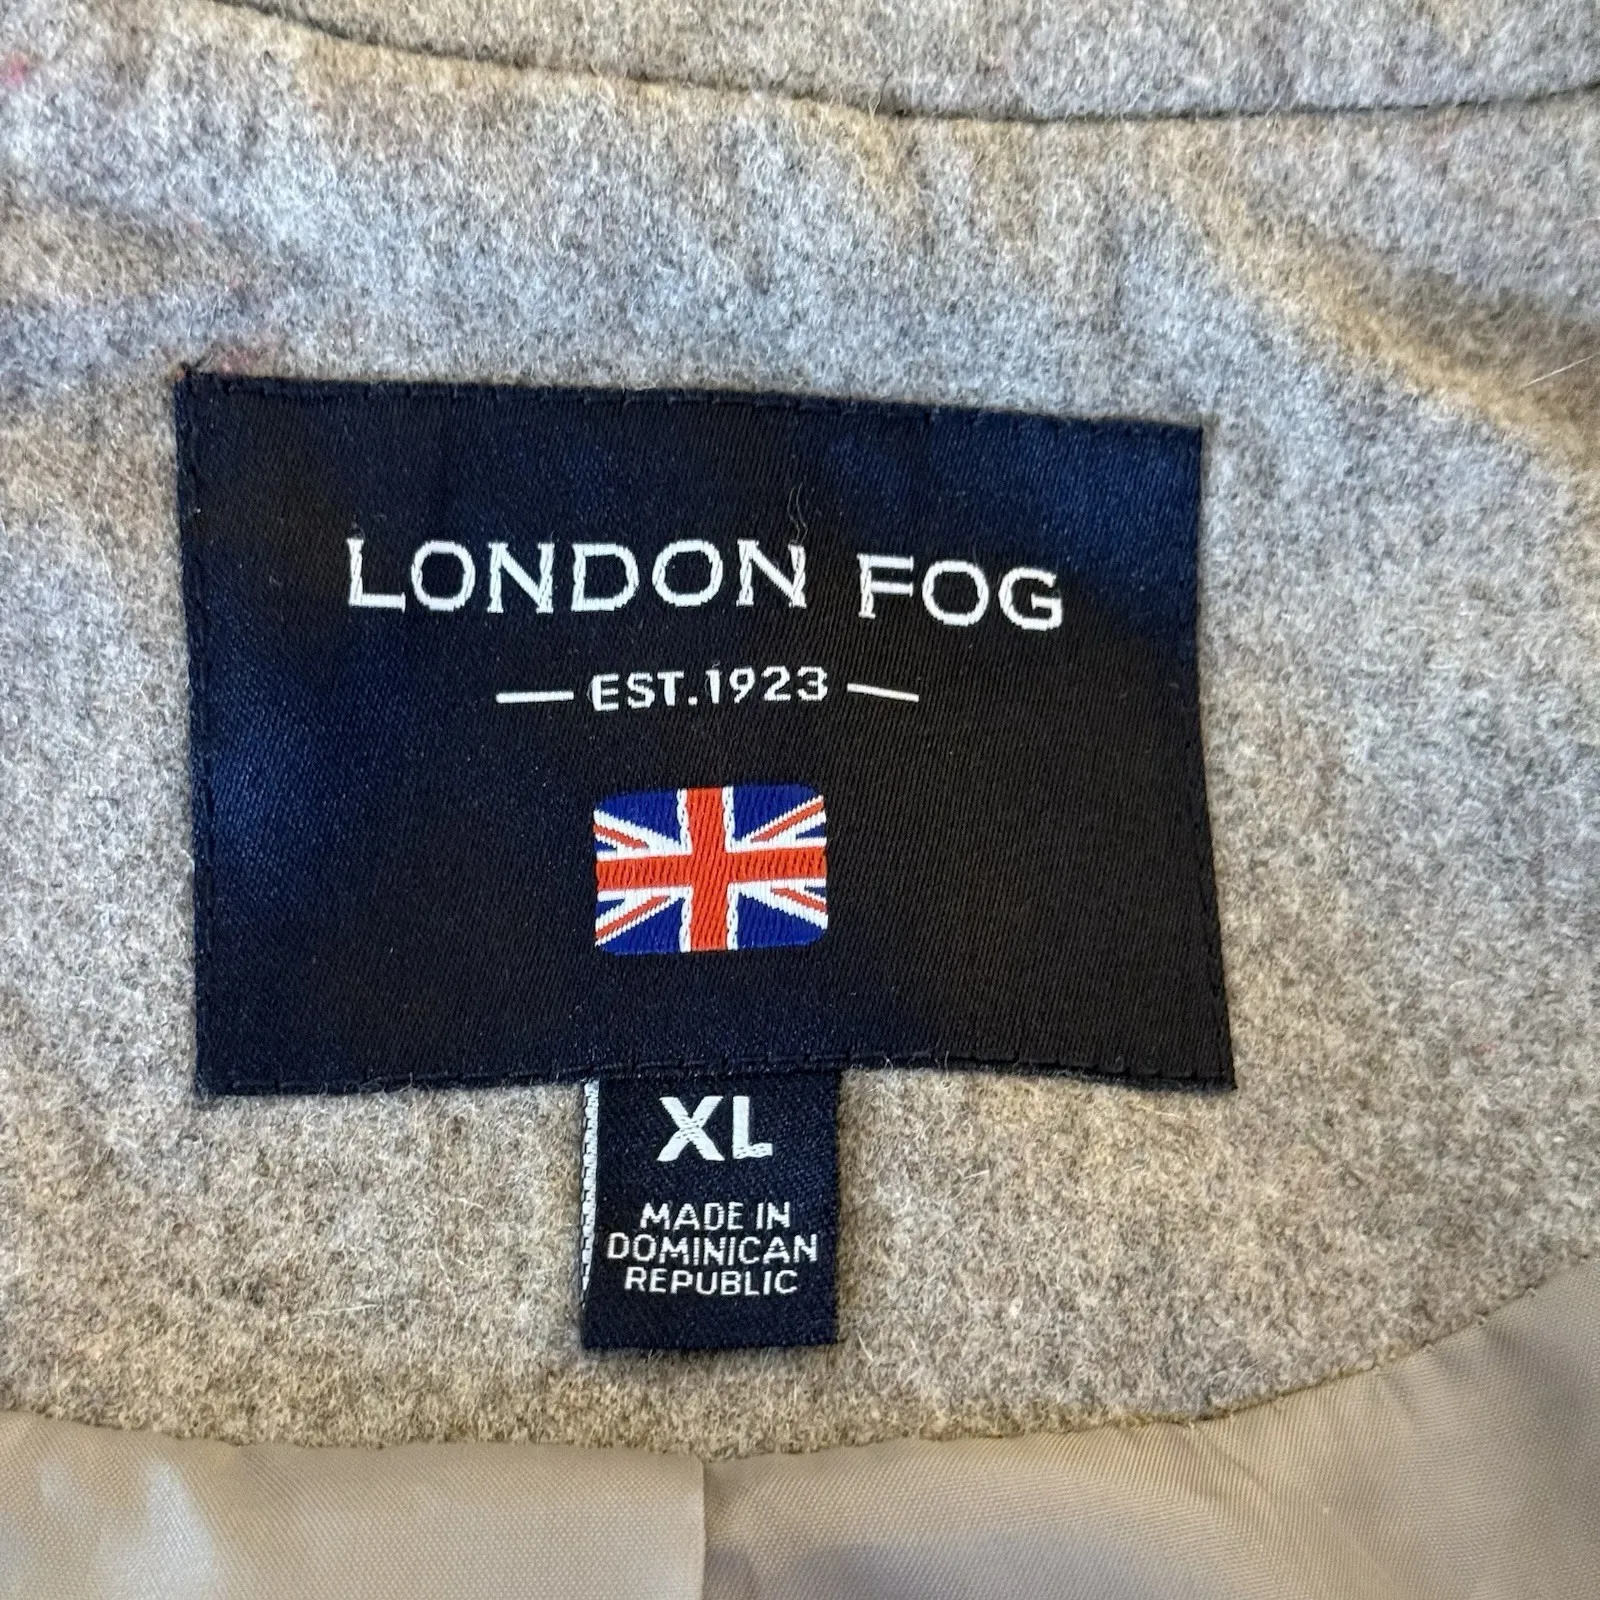 LONDON FOG
EST.1923
XL
MADE IN
DOMINICAN
REPUBLIC